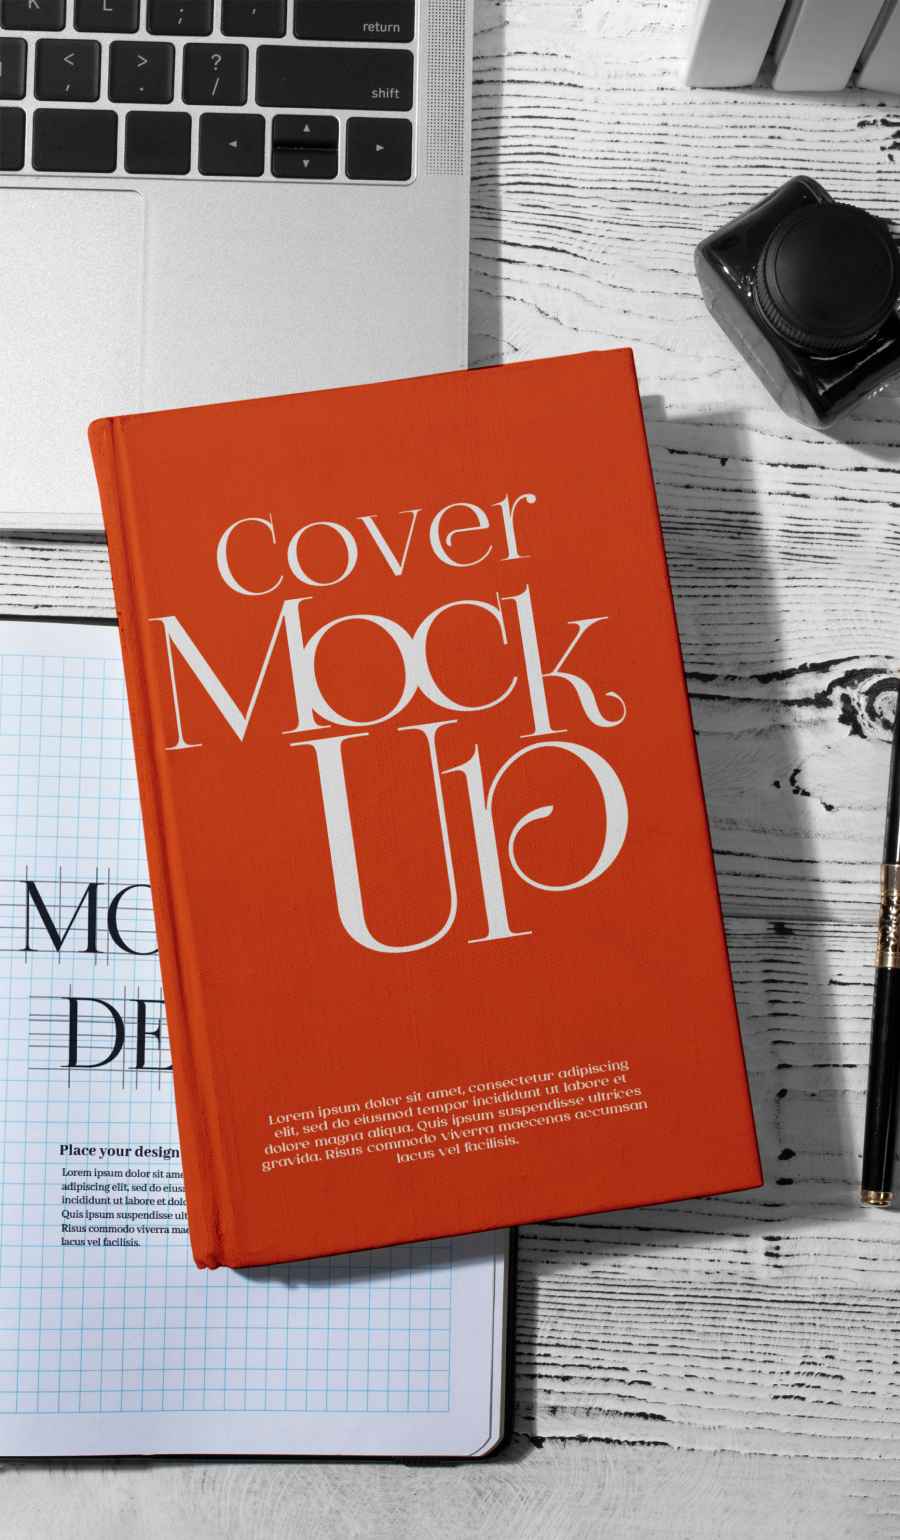 K L : ; " ' return
< , > . ? / shift
Cover
Mock
Up
Lorem ipsum dolor sit amet, consectetur adipiscing
elit, sed do eiusmod tempor incididunt ut labore et
dolore magna aliqua. Quis ipsum suspendisse ultrices
gravida. Risus commodo viverra maecenas accumsan
lacus vel facilisis.
MO
DE
Place your design
Lorem ipsum dolor sit ame
adipiscing elit, sed do eius
incididunt ut labore et dolo
Quis ipsum suspendisse ult
Risus commodo viverra mae
lacus vel facilisis.